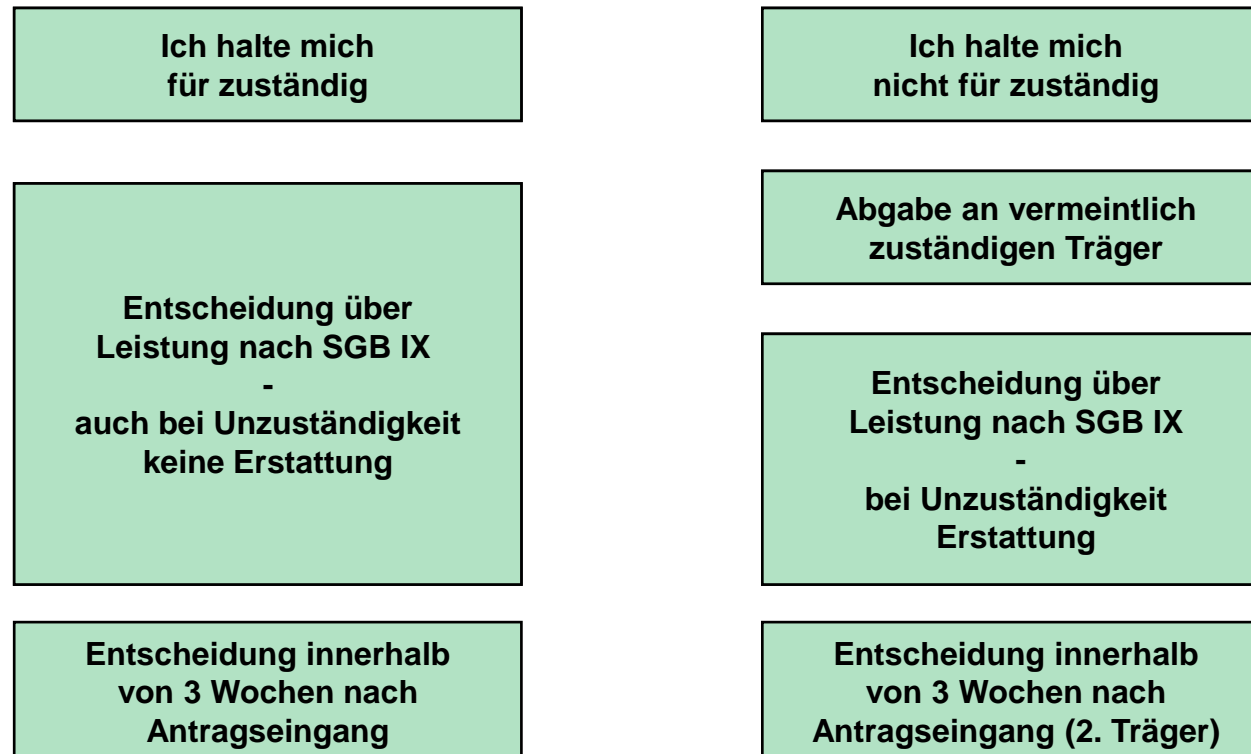 Ich halte mich
für zuständig
Entscheidung über
Leistung nach SGB IX
-
auch bei Unzuständigkeit
keine Erstattung
Entscheidung innerhalb
von 3 Wochen nach
Antragseingang
Ich halte mich
nicht für zuständig
Abgabe an vermeintlich
zuständigen Träger
Entscheidung über
Leistung nach SGB IX
-
bei Unzuständigkeit
Erstattung
Entscheidung innerhalb
von 3 Wochen nach
Antragseingang (2. Träger)